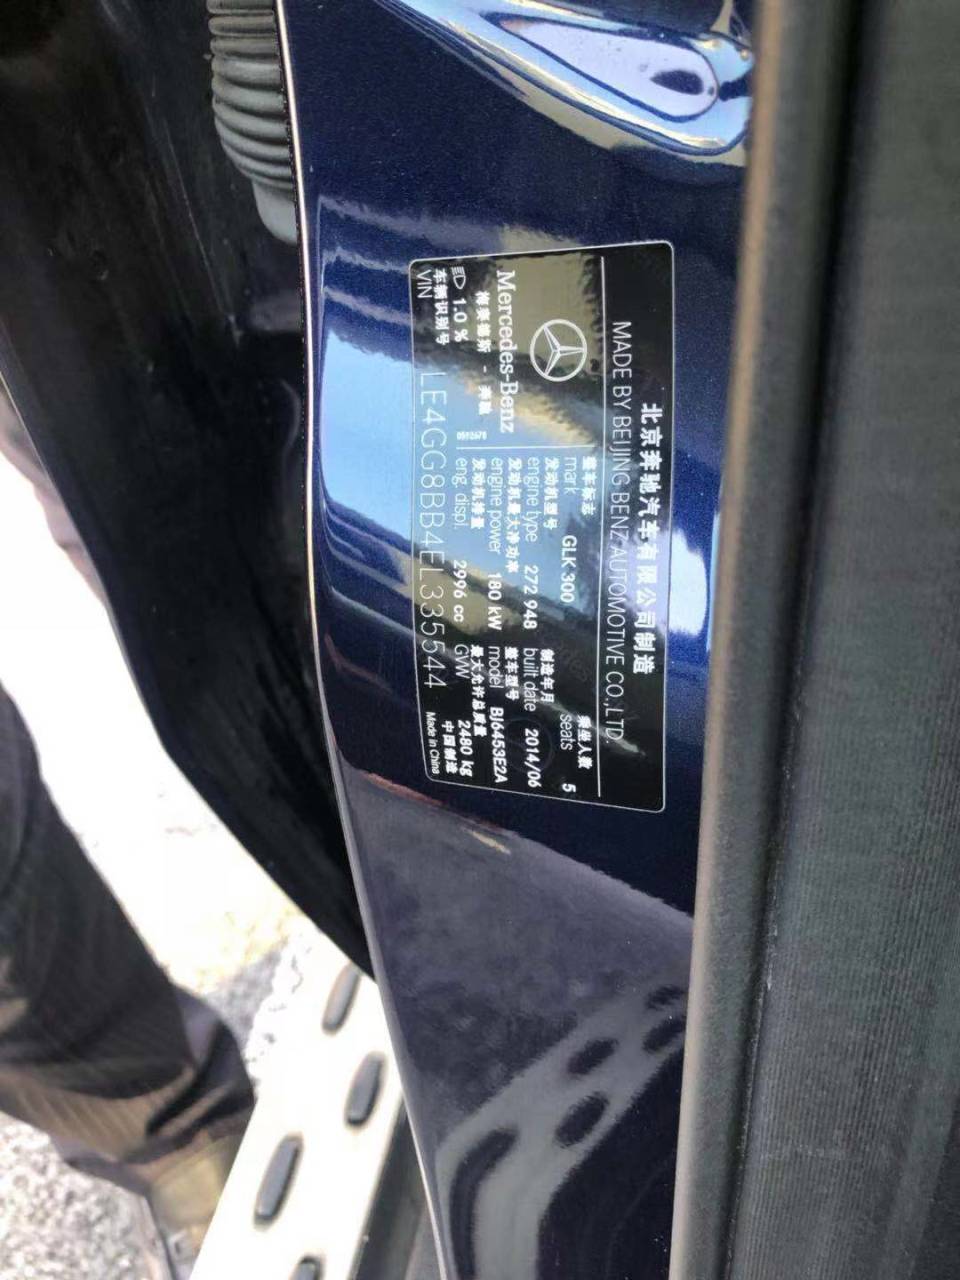 北京奔驰汽车有限公司制造
MADE BY BEIJING BENZ AUTOMOTIVE CO.,LTD.
Mercedes-Benz
梅赛德斯 - 奔驰
1.0 %
0592678
整车标志
mark GLK 300
乘坐人数
seats 5
发动机型号
engine type 272 948
制造年月
built date 2014/06
发动机最大净功率
engine power 180 kW
整车型号
model BJ6453E2A
发动机排量
eng. displ. 2996 cc
最大允许总质量
GVW 2480 kg
车辆识别号
VIN LE4GG8BB4EL335544
中国制造
Made in China